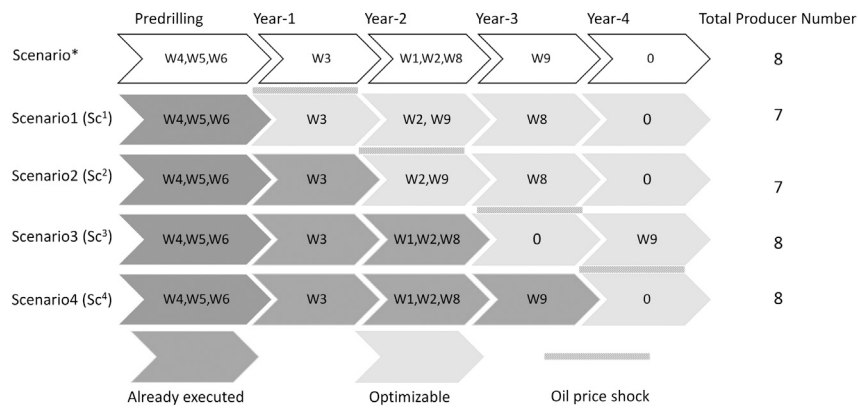 Predrilling Year-1 Year-2 Year-3 Year-4 Total Producer Number
Scenario* W4,W5,W6 W3 W1,W2,W8 W9 0 8
Scenario1 (Sc¹) W4,W5,W6 W3 W2, W9 W8 0 7
Scenario2 (Sc²) W4,W5,W6 W3 W2,W9 W8 0 7
Scenario3 (Sc³) W4,W5,W6 W3 W1,W2,W8 0 W9 8
Scenario4 (Sc⁴) W4,W5,W6 W3 W1,W2,W8 W9 0 8
Already executed Optimizable Oil price shock